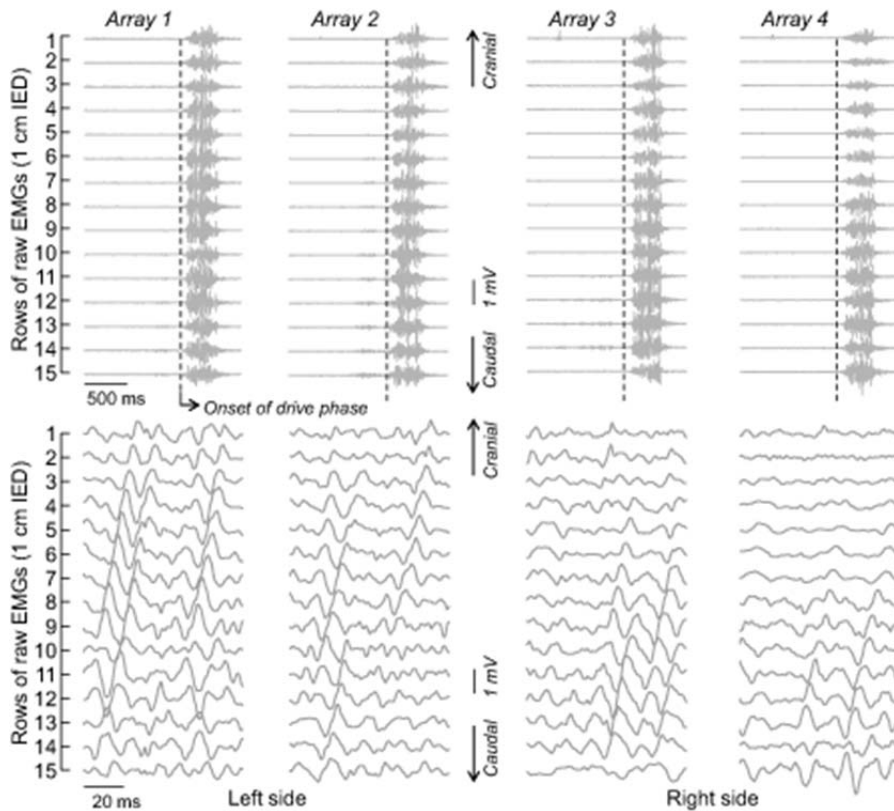 Array 1 Array 2 Array 3 Array 4
Rows of raw EMGs (1 cm IED)
1
2
3
4
5
6
7
8
9
10
11
12
13
14
15
Cranial
1 mV
Caudal
500 ms
Onset of drive phase
Rows of raw EMGs (1 cm IED)
1
2
3
4
5
6
7
8
9
10
11
12
13
14
15
Cranial
1 mV
Caudal
20 ms
Left side Right side